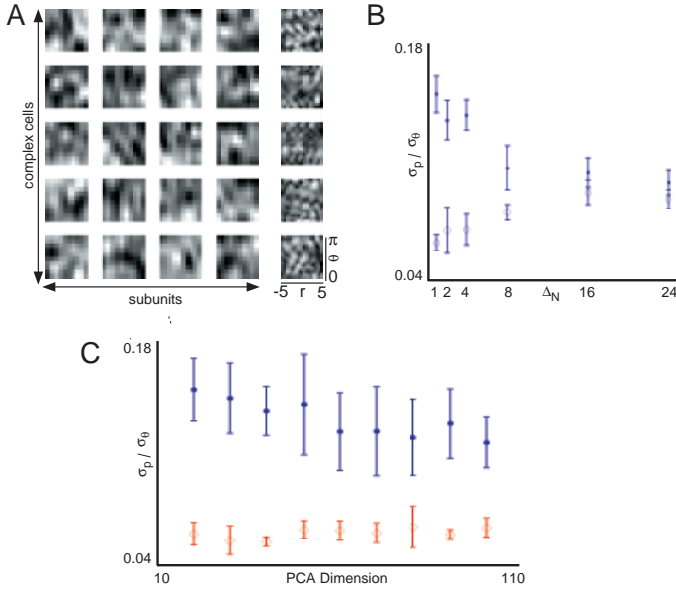 A
complex cells
π
θ
0
-5 r 5
subunits
B
0.18
σp / σθ
0.04
1 2 4 8 ΔN 16 24
C
0.18
σp / σθ
0.04
10 PCA Dimension 110